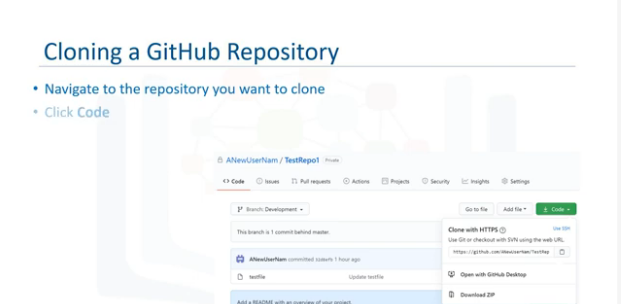 Cloning a GitHub Repository
• Navigate to the repository you want to clone
• Click Code
ANewUserNam / TestRepo1 Private
Code Issues Pull requests Actions Projects Security Insights Settings
Branch: Development Go to file Add file Code
This branch is 1 commit behind master.
Clone with HTTPS Use SSH
Use Git or checkout with SVN using the web URL.
https://github.com/ANewUserNam/TestRep
ANewUserNam committed 1 hour ago
testfile Update testfile
Open with GitHub Desktop
Download ZIP
Add a README with an overview of your project.